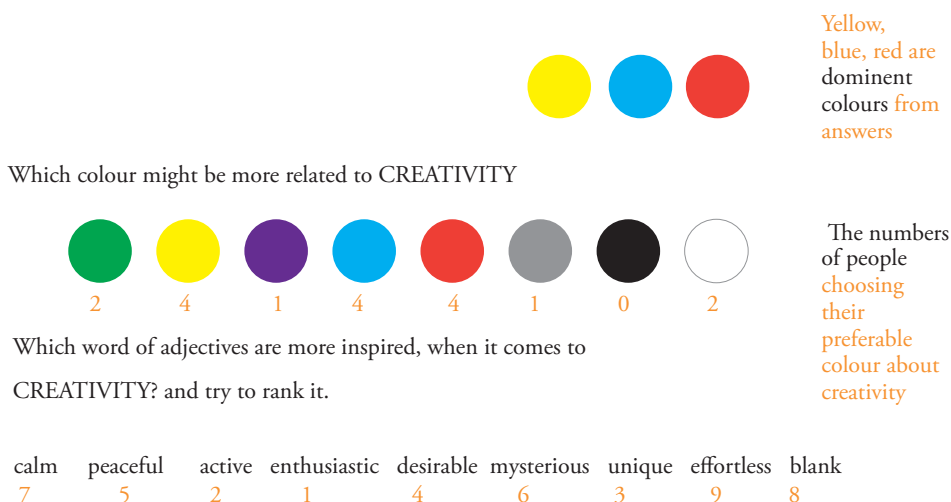 Yellow,
blue, red are
dominent
colours from
answers
Which colour might be more related to CREATIVITY
2 4 1 4 4 1 0 2
The numbers
of people
choosing
their
preferable
colour about
creativity
Which word of adjectives are more inspired, when it comes to
CREATIVITY? and try to rank it.
calm peaceful active enthusiastic desirable mysterious unique effortless blank
7 5 2 1 4 6 3 9 8